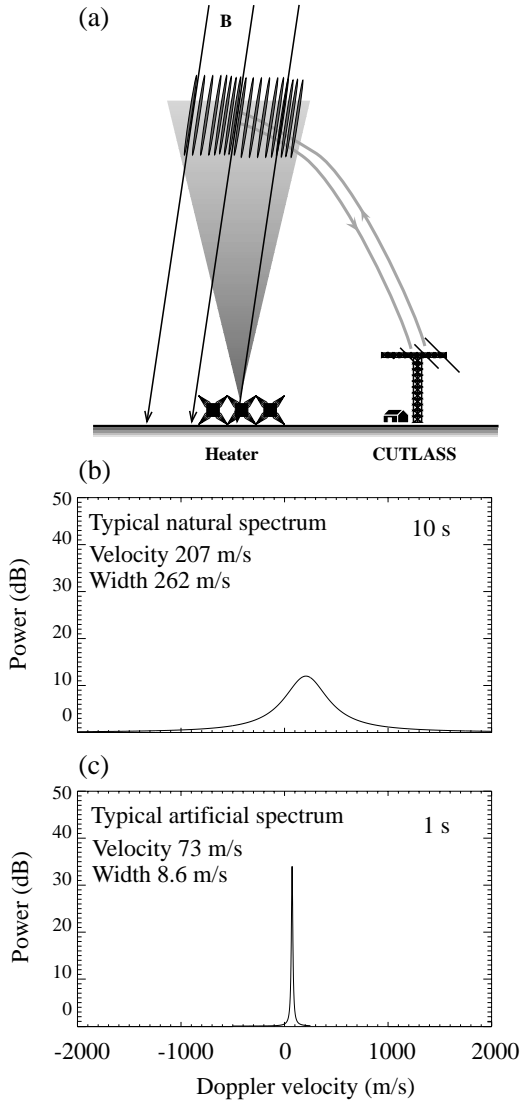 (a)
B
Heater
CUTLASS
(b)
50
40
30
20
10
0
Power (dB)
Typical natural spectrum
10 s
Velocity 207 m/s
Width 262 m/s
(c)
50
40
30
20
10
0
Power (dB)
Typical artificial spectrum
1 s
Velocity 73 m/s
Width 8.6 m/s
-2000 -1000 0 1000 2000
Doppler velocity (m/s)